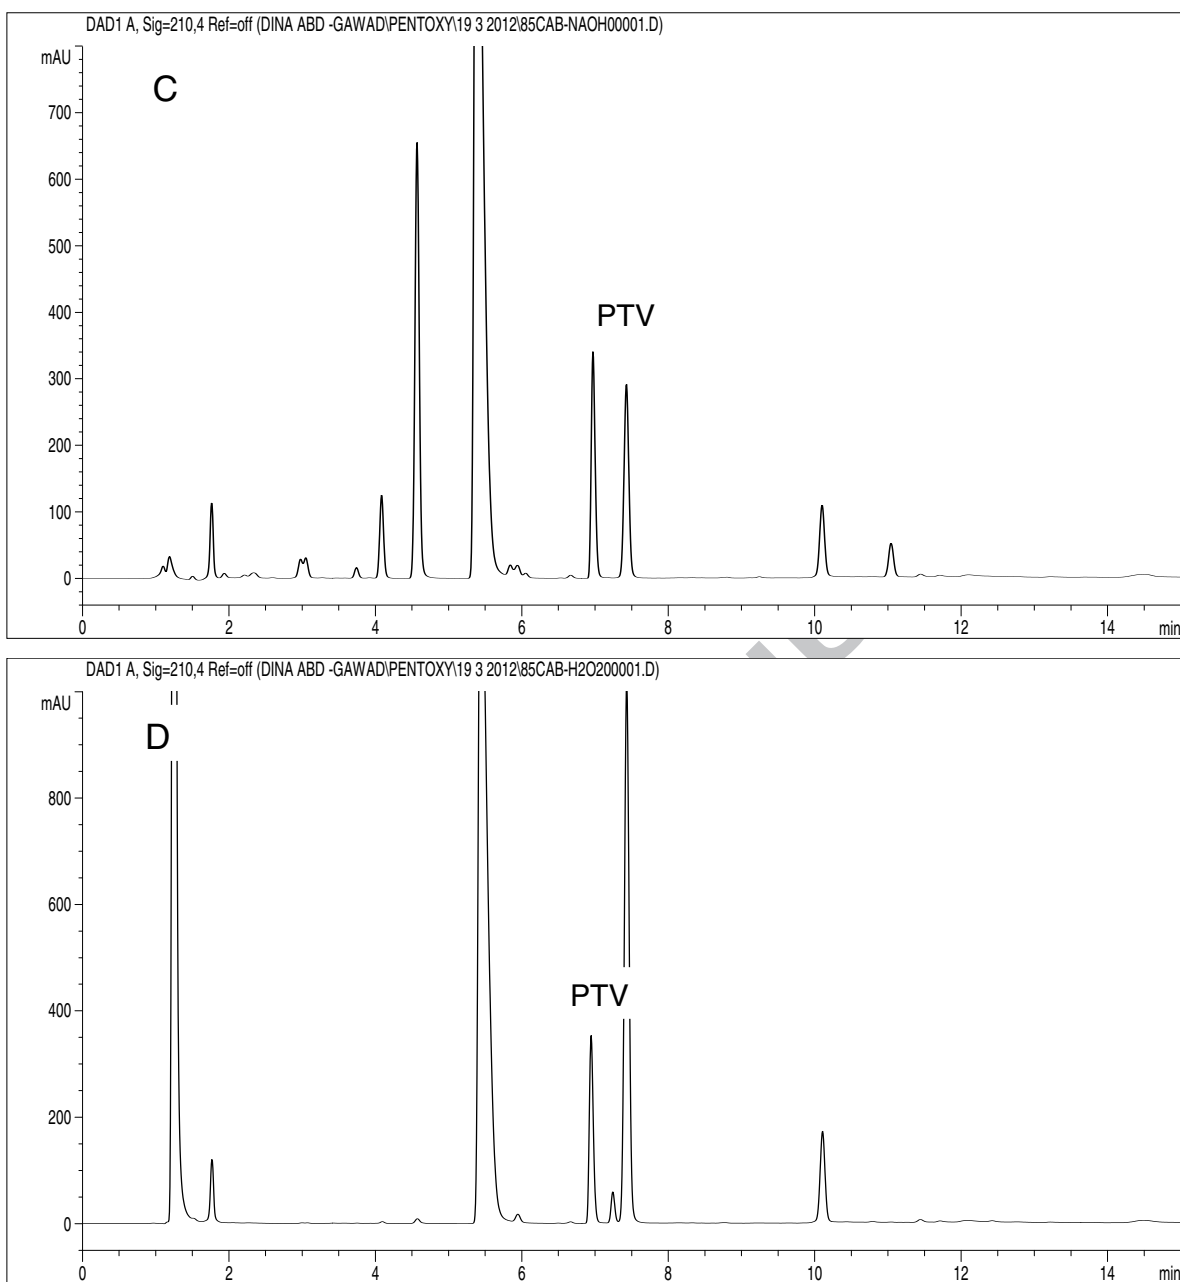 DAD1 A, Sig=210,4 Ref=off (DINA ABD -GAWAD\PENTOXY\19 3 2012\85CAB-NAOH00001.D)
mAU
C
700
600
500
400
300
200
100
0
PTV
0 2 4 6 8 10 12 14 min
DAD1 A, Sig=210,4 Ref=off (DINA ABD -GAWAD\PENTOXY\19 3 2012\85CAB-H2O200001.D)
mAU
D
800
600
400
200
0
PTV
0 2 4 6 8 10 12 14 min